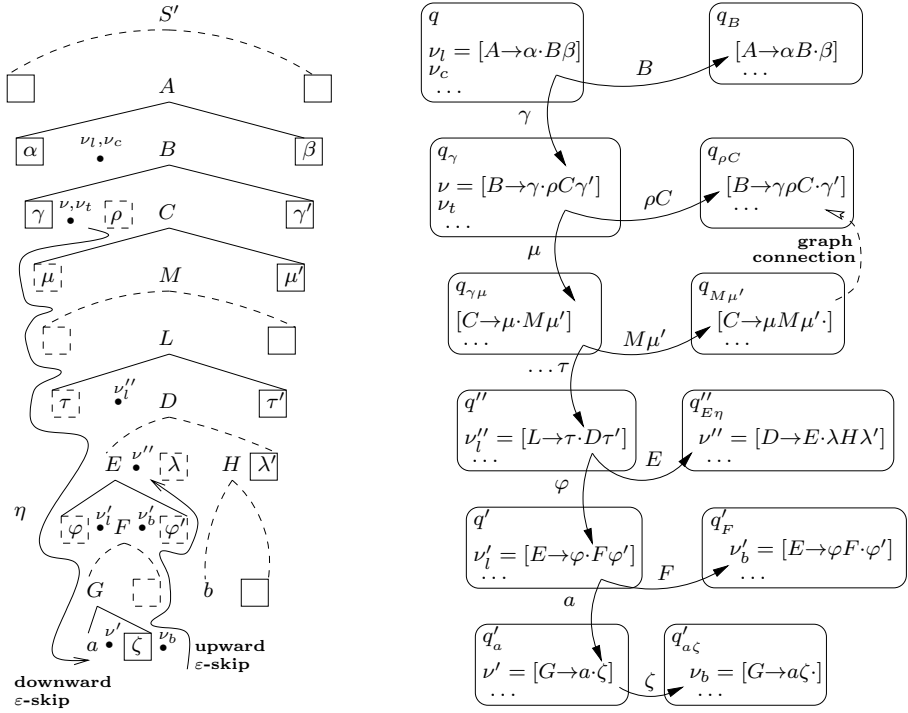 S′
A
α ν_l,ν_c β
B
γ ν,ν_t ρ C γ′
μ M μ′
L
τ ν″_l D τ′
E ν″ λ H λ′
η
φ ν′_l F ν′_b φ′
G b
a ν′ ζ ν_b
upward
ε-skip
downward
ε-skip
q
ν_l = [A→α·Bβ]
ν_c
...
B
q_B
[A→αB·β]
...
γ
q_γ
ν = [B→γ·ρCγ′]
ν_t
...
ρC
q_ρC
[B→γρC·γ′]
...
graph
connection
μ
q_γμ
[C→μ·Mμ′]
...
Mμ′
q_Mμ′
[C→μMμ′·]
...
... τ
q″
ν″_l = [L→τ·Dτ′]
...
E
q″_Eη
ν″ = [D→E·λHλ′]
...
φ
q′
ν′_l = [E→φ·Fφ′]
...
F
q′_F
ν′_b = [E→φF·φ′]
...
a
q′_a
ν′ = [G→a·ζ]
...
ζ
q′_aζ
ν_b = [G→aζ·]
...